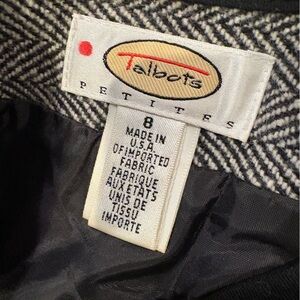 Talbots
PETITES
8
MADE IN
U.S.A.
OF IMPORTED
FABRIC
FABRIQUE
AUX ETATS
UNIS DE
TISSU
IMPORTE